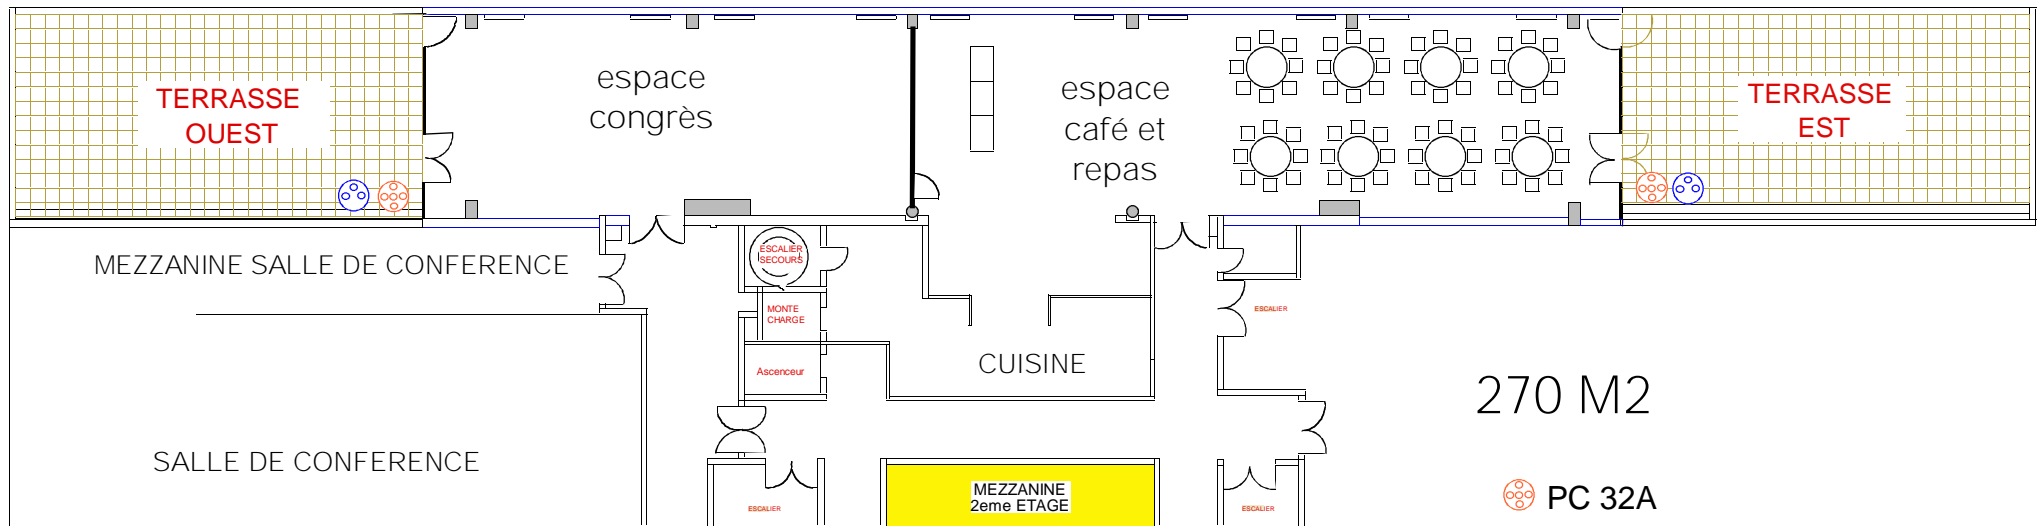 TERRASSE
OUEST
espace
congrès
espace
café et
repas
TERRASSE
EST
MEZZANINE SALLE DE CONFERENCE
ESCALIER
SECOURS
MONTE
CHARGE
ESCALIER
Ascenceur
CUISINE
270 M2
SALLE DE CONFERENCE
ESCALIER
MEZZANINE
2eme ETAGE
ESCALIER
PC 32A